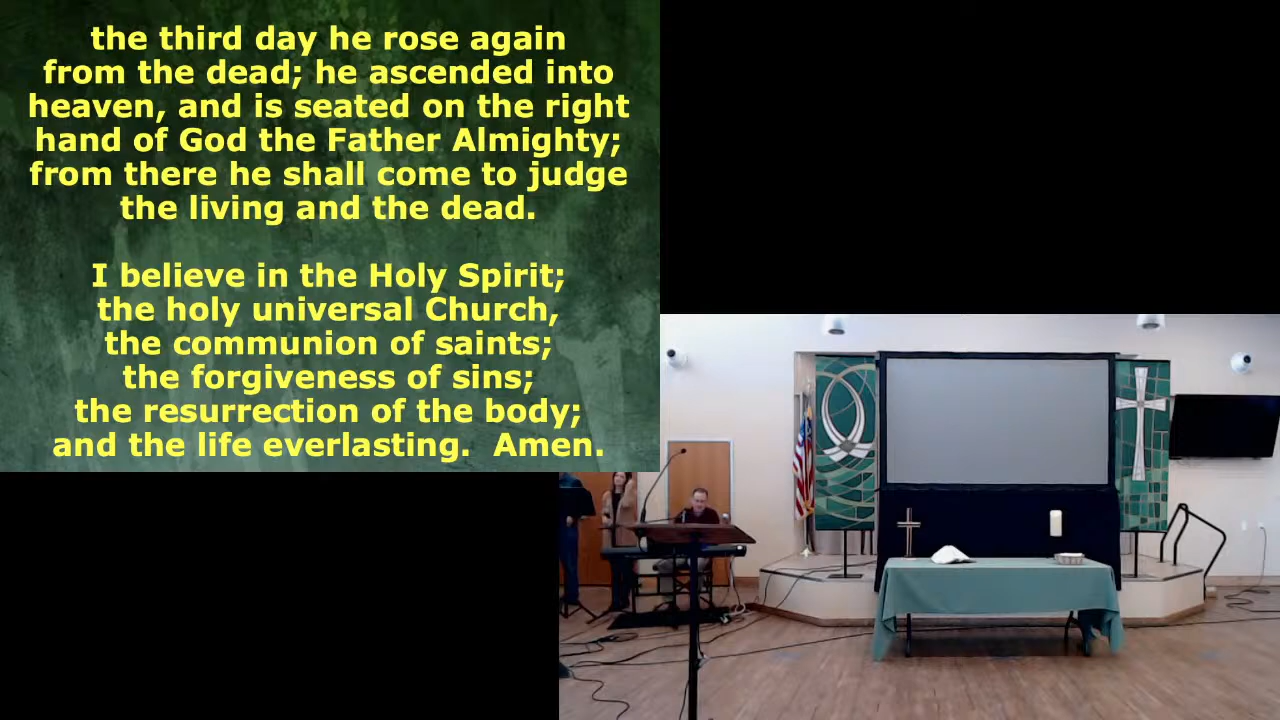 the third day he rose again
from the dead; he ascended into
heaven, and is seated on the right
hand of God the Father Almighty;
from there he shall come to judge
the living and the dead.
I believe in the Holy Spirit;
the holy universal Church,
the communion of saints;
the forgiveness of sins;
the resurrection of the body;
and the life everlasting.  Amen.